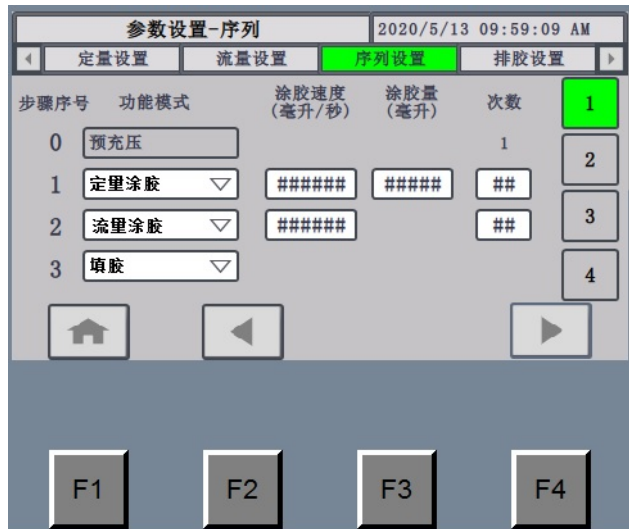 参数设置-序列 2020/5/13 09:59:09 AM
定量设置 流量设置 序列设置 排胶设置
步骤序号 功能模式 涂胶速度 (毫升/秒) 涂胶量 (毫升) 次数 1
0 预充压 1
2
1 定量涂胶 ###### ##### ##
2 流量涂胶 ###### ## 3
3 填胶
4
F1 F2 F3 F4